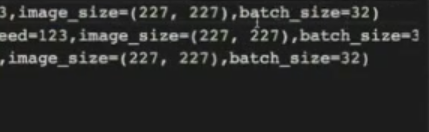 3,image_size=(227, 227),batch_size=32)
eed=123,image_size=(227, 227),batch_size=3
,image_size=(227, 227),batch_size=32)